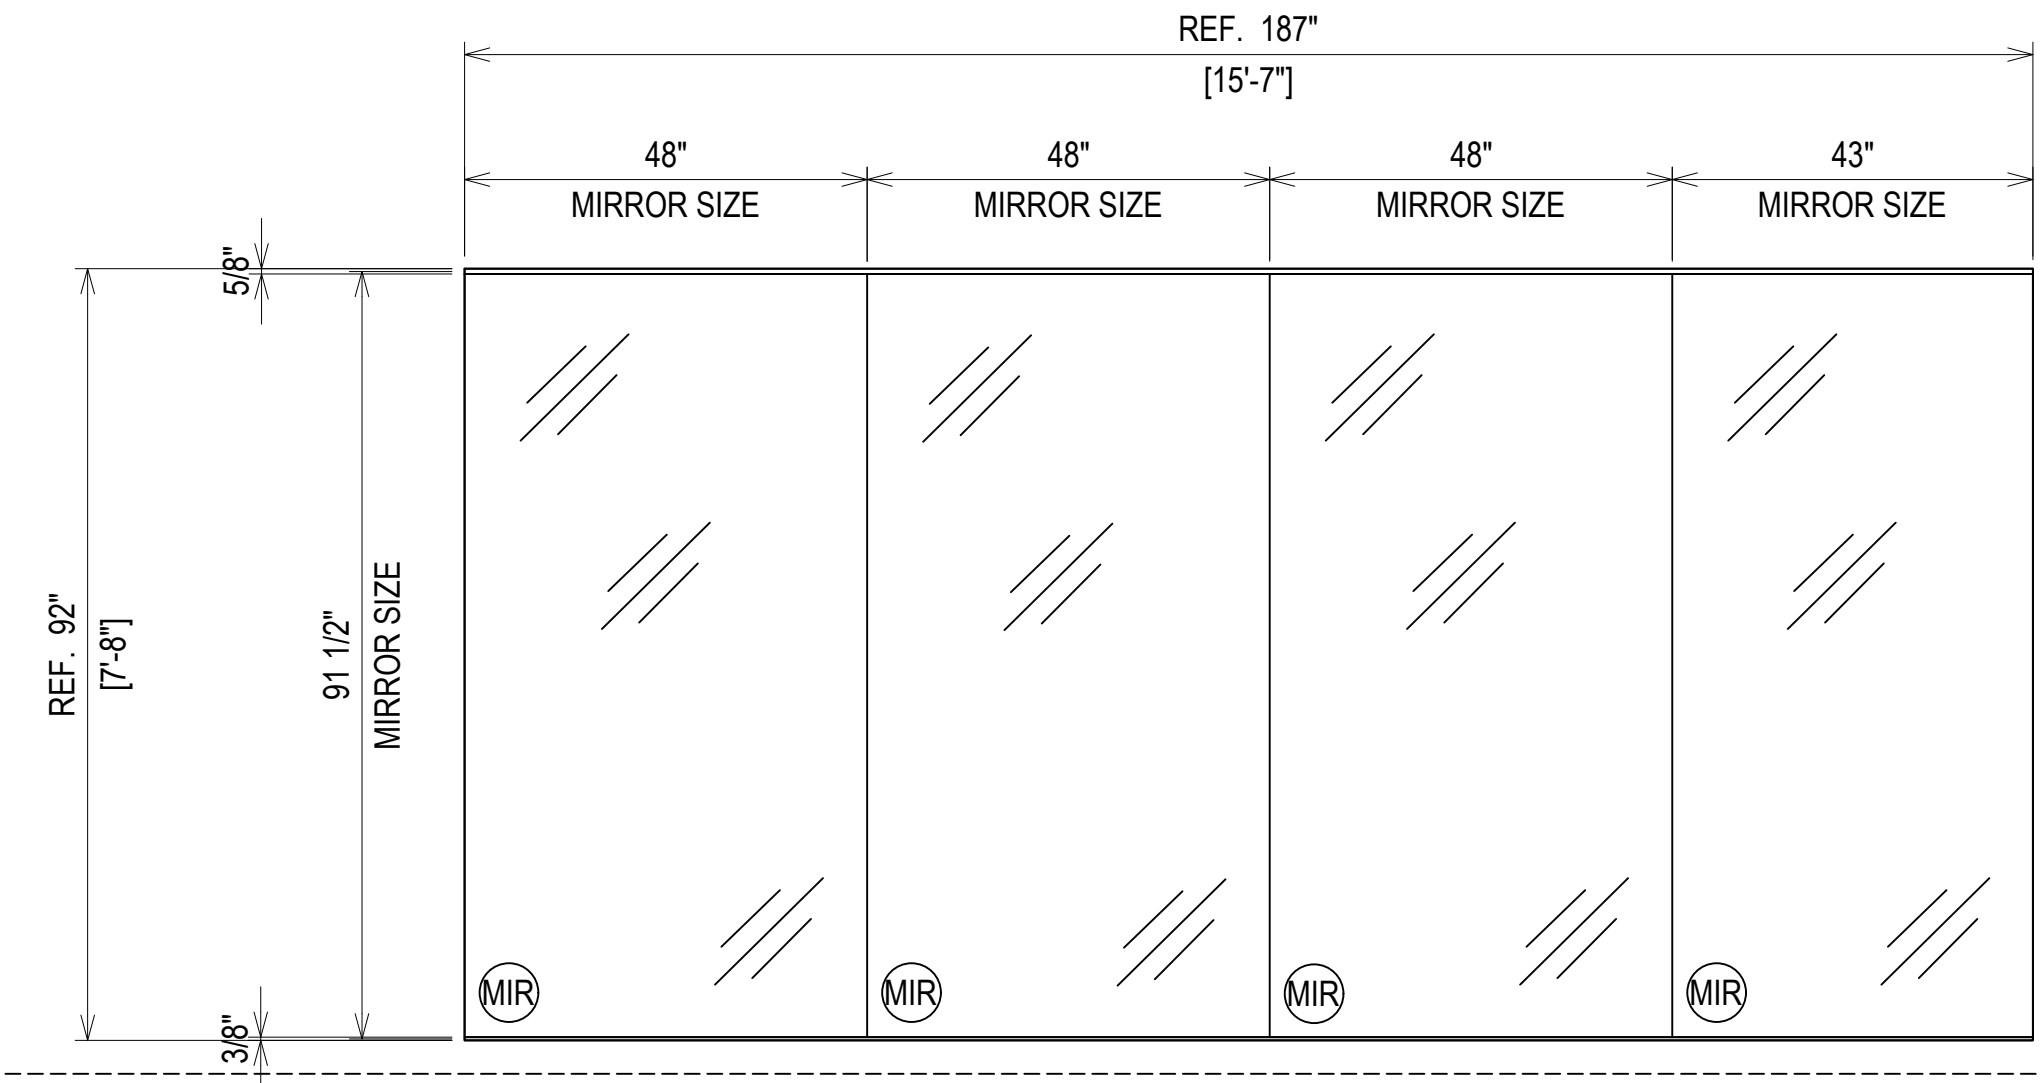 REF. 187"
[15'-7"]
48"
48"
48"
43"
MIRROR SIZE
MIRROR SIZE
MIRROR SIZE
MIRROR SIZE
5/8"
REF. 92"
[7'-8"]
91 1/2"
MIRROR SIZE
MIR
MIR
MIR
MIR
3/8"